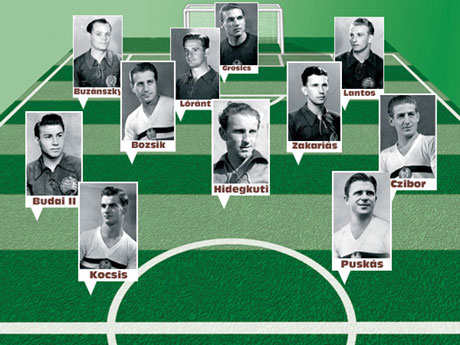 Grosics
Buzánszky
Lóránt
Lantos
Bozsik
Zakariás
Budai II
Hidegkuti
Czibor
Kocsis
Puskás